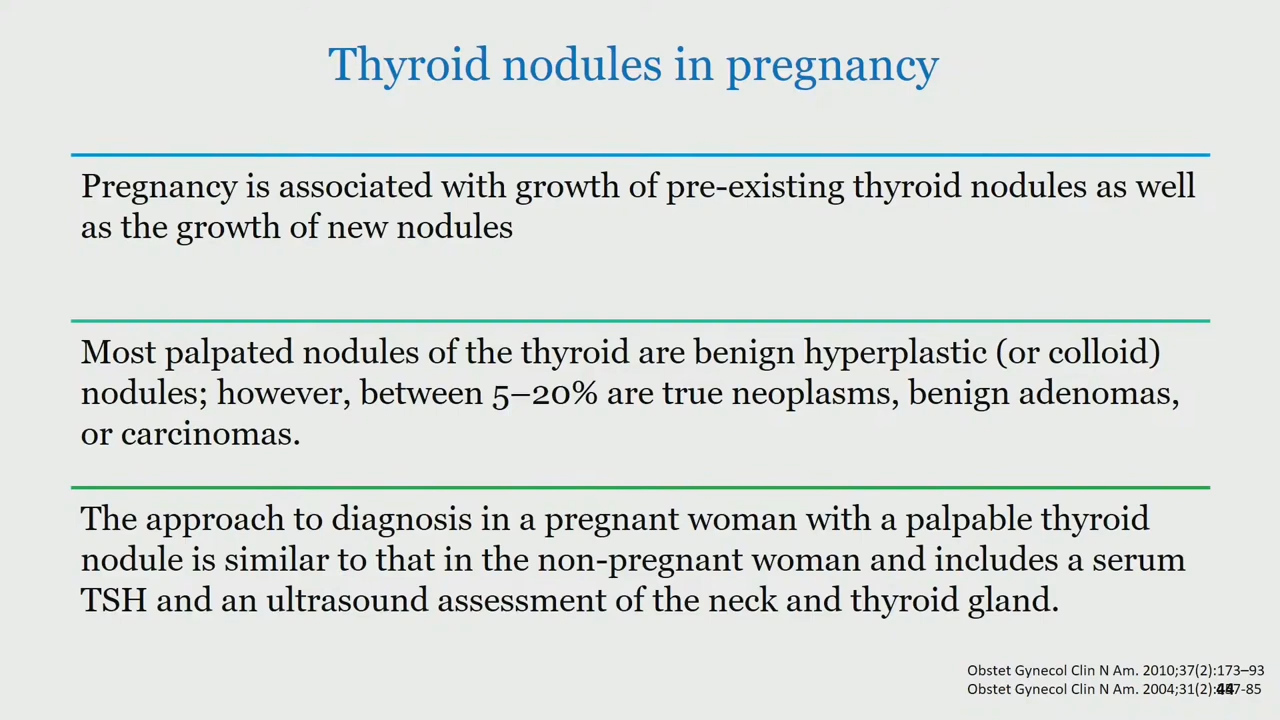 Thyroid nodules in pregnancy
Pregnancy is associated with growth of pre-existing thyroid nodules as well
as the growth of new nodules
Most palpated nodules of the thyroid are benign hyperplastic (or colloid)
nodules; however, between 5–20% are true neoplasms, benign adenomas,
or carcinomas.
The approach to diagnosis in a pregnant woman with a palpable thyroid
nodule is similar to that in the non-pregnant woman and includes a serum
TSH and an ultrasound assessment of the neck and thyroid gland.
Obstet Gynecol Clin N Am. 2010;37(2):173–93
Obstet Gynecol Clin N Am. 2004;31(2):
44